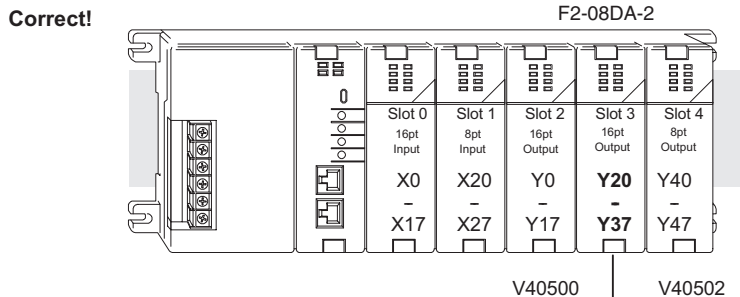 Correct!
F2-08DA-2
Slot 0 Slot 1 Slot 2 Slot 3 Slot 4
16pt 8pt 16pt 16pt 8pt
Input Input Output Output Output
X0 X20 Y0 Y20 Y40
– – – – –
X17 X27 Y17 Y37 Y47
V40500 V40502